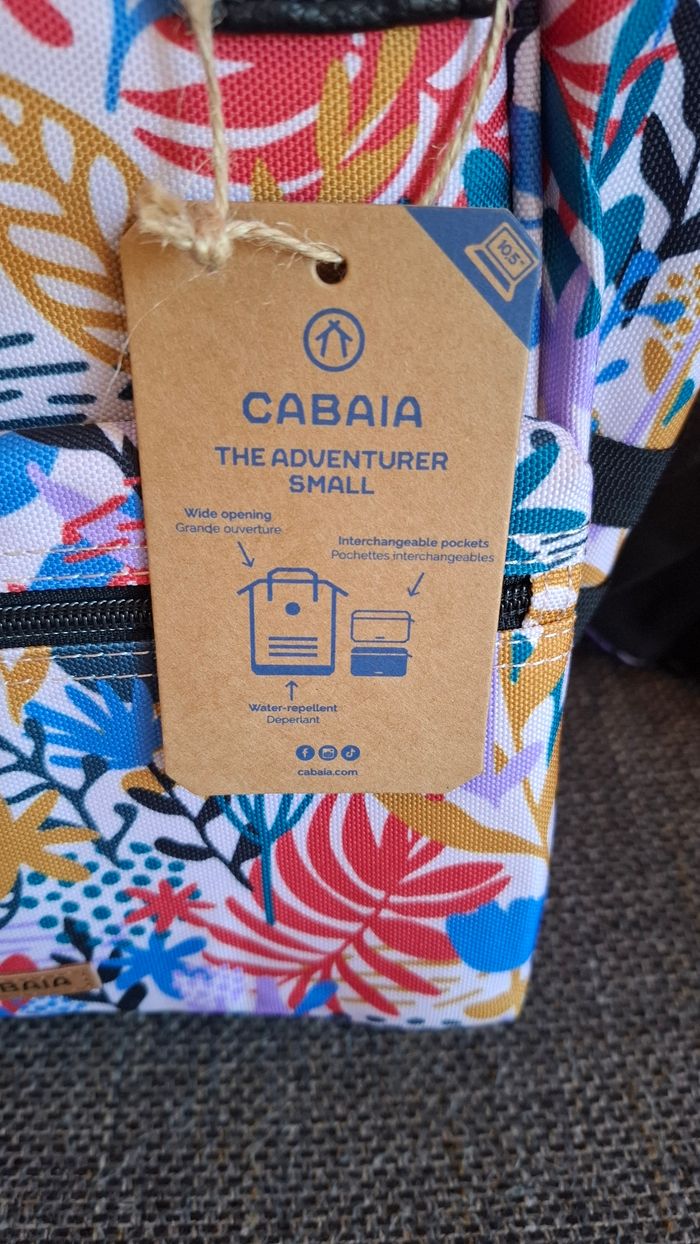 10.5"
CABAIA
THE ADVENTURER
SMALL
Wide opening
Grande ouverture
Interchangeable pockets
Pochettes interchangeables
Water-repellent
Déperlant
cabaia.com
BAIA